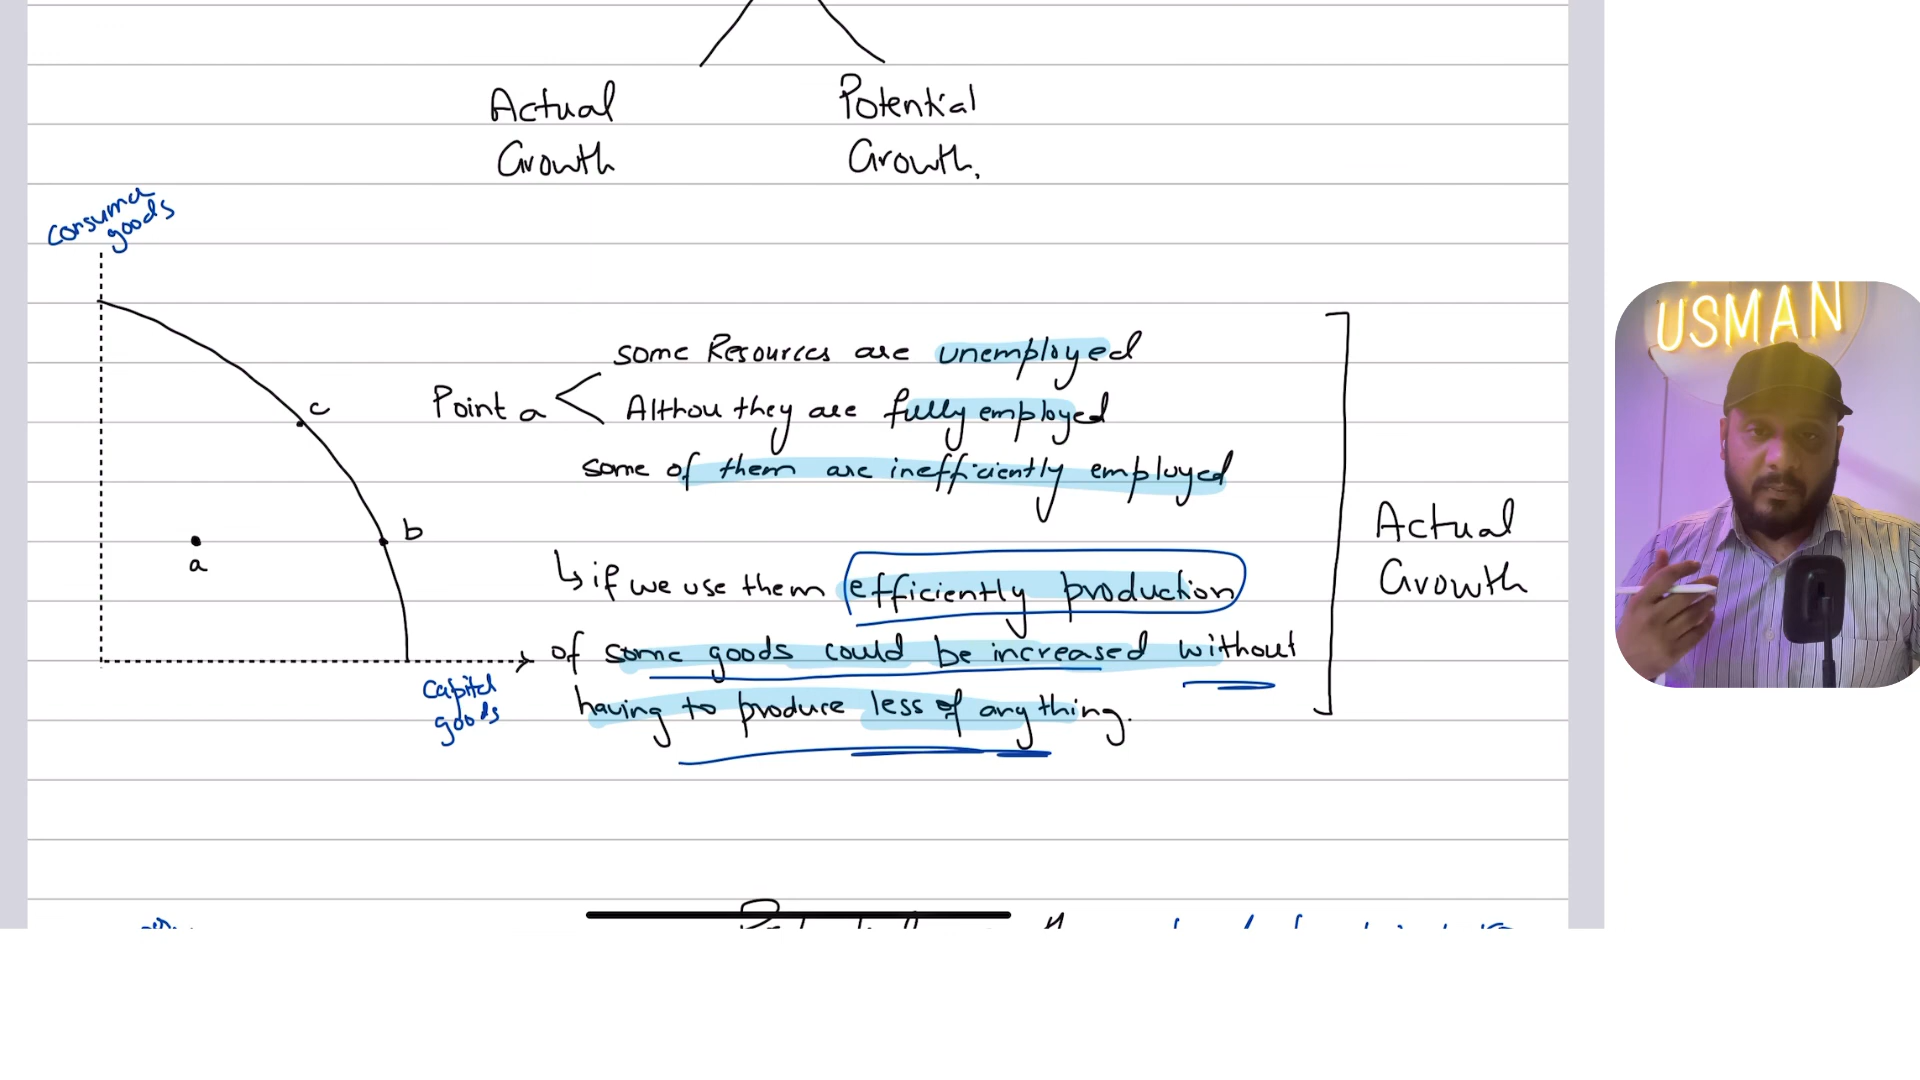 Actual
Growth
Potential
Growth.
consumer
goods
c
b
a
capital
goods
Point a
some Resources are unemployed
Althou they are fully employed
some of them are inefficiently employed
↳ if we use them efficiently production
of some goods could be increased without
having to produce less of anything.
Actual
Growth
USMAN